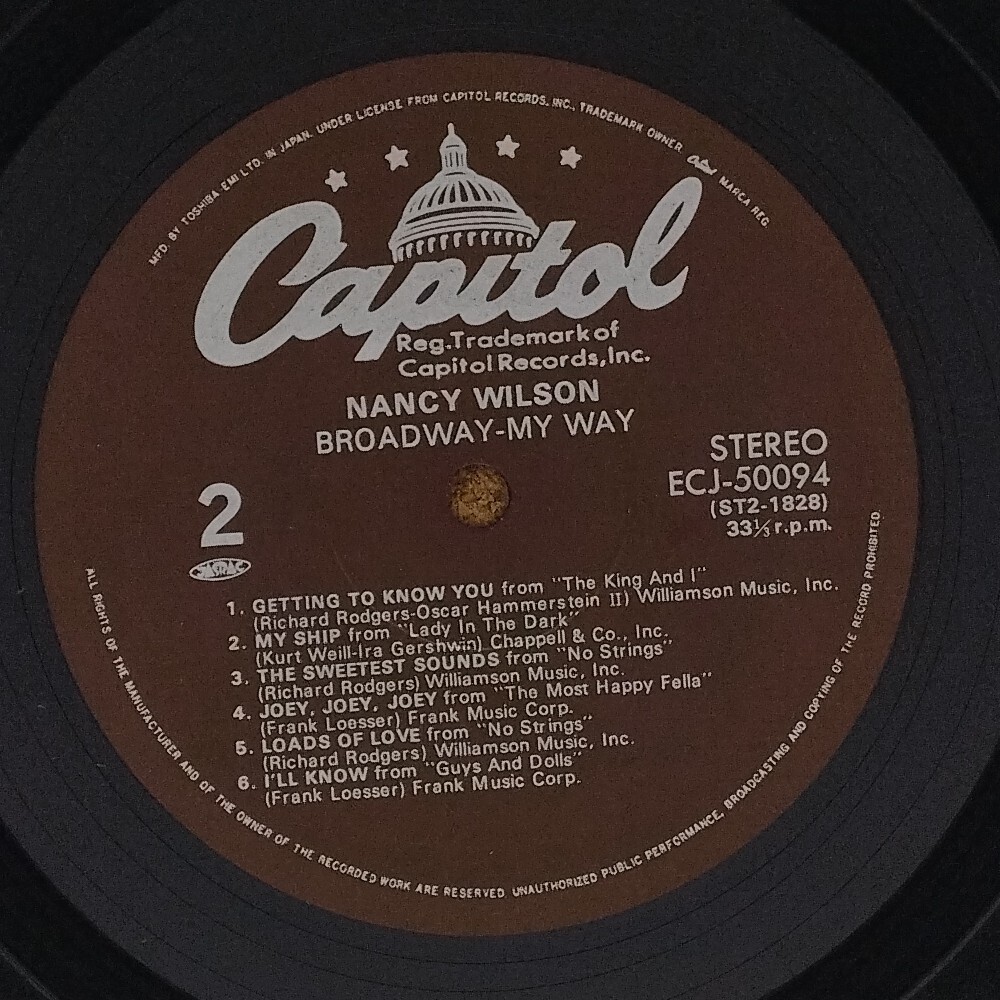 MFD. BY TOSHIBA-EMI LTD. IN JAPAN. UNDER LICENSE FROM CAPITOL RECORDS, INC., TRADEMARK OWNER. Capitol MARCA REG.
Capitol
Reg.Trademark of
Capitol Records,Inc.
NANCY WILSON
BROADWAY-MY WAY
STEREO
ECJ-50094
(ST2-1828)
33⅓ r.p.m.
2
JASRAC
1. GETTING TO KNOW YOU from "The King And I"
(Richard Rodgers-Oscar Hammerstein II) Williamson Music, Inc.
2. MY SHIP from "Lady In The Dark"
(Kurt Weill-Ira Gershwin) Chappell & Co., Inc.
3. THE SWEETEST SOUNDS from "No Strings"
(Richard Rodgers) Williamson Music, Inc.
4. JOEY, JOEY, JOEY from "The Most Happy Fella"
(Frank Loesser) Frank Music Corp.
5. LOADS OF LOVE from "No Strings"
(Richard Rodgers) Williamson Music, Inc.
6. I'LL KNOW from "Guys And Dolls"
(Frank Loesser) Frank Music Corp.
ALL RIGHTS OF THE MANUFACTURER AND OF THE OWNER OF THE RECORDED WORK ARE RESERVED. UNAUTHORIZED PUBLIC PERFORMANCE, BROADCASTING AND COPYING OF THE RECORD PROHIBITED.